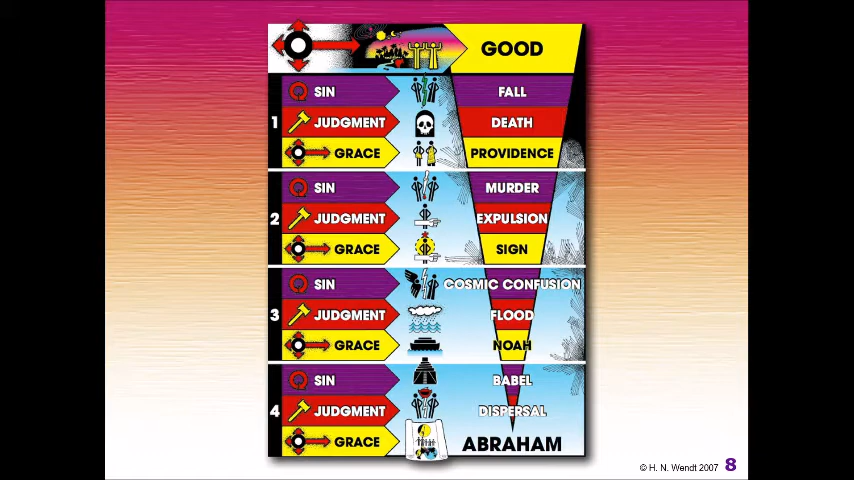 GOOD
SIN FALL
1 JUDGMENT DEATH
GRACE PROVIDENCE
SIN MURDER
2 JUDGMENT EXPULSION
GRACE SIGN
SIN COSMIC CONFUSION
3 JUDGMENT FLOOD
GRACE NOAH
SIN BABEL
4 JUDGMENT DISPERSAL
GRACE ABRAHAM
© H. N. Wendt 2007 8